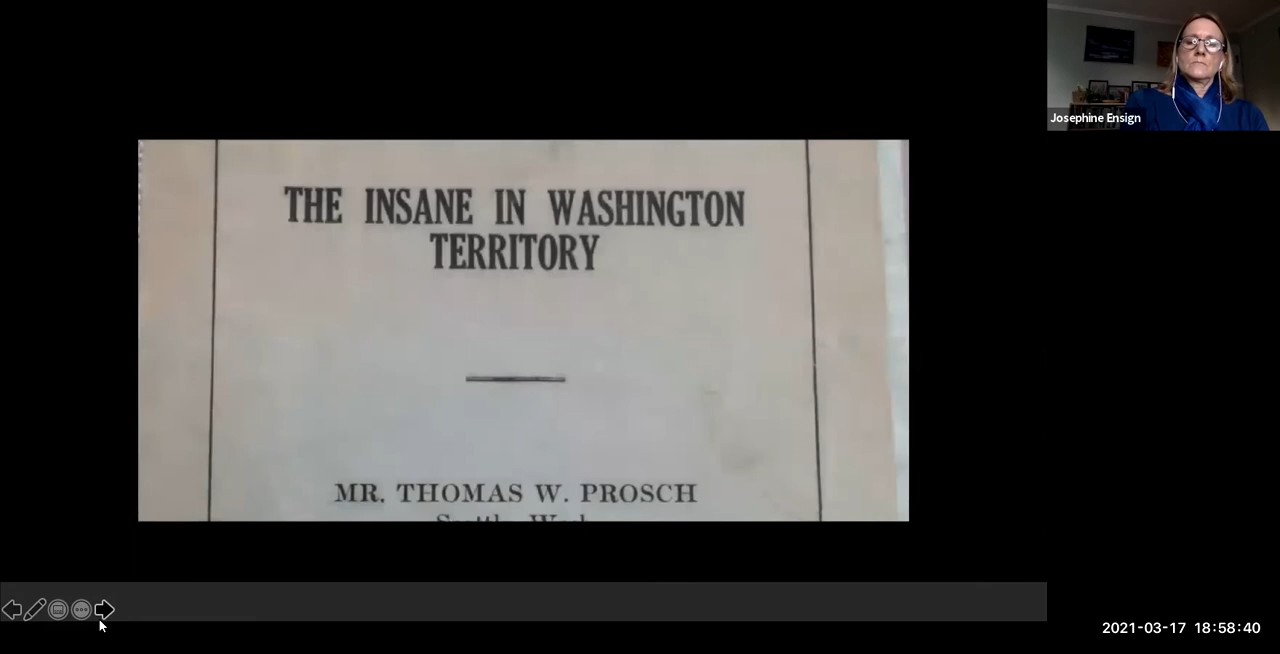 THE INSANE IN WASHINGTON
TERRITORY
MR. THOMAS W. PROSCH
Josephine Ensign
2021-03-17 18:58:40